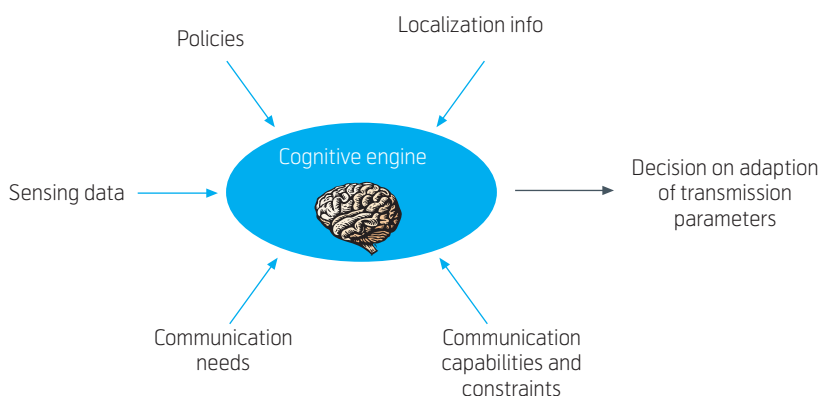 Policies
Localization info
Cognitive engine
Sensing data
Decision on adaption
of transmission
parameters
Communication
needs
Communication
capabilities and
constraints